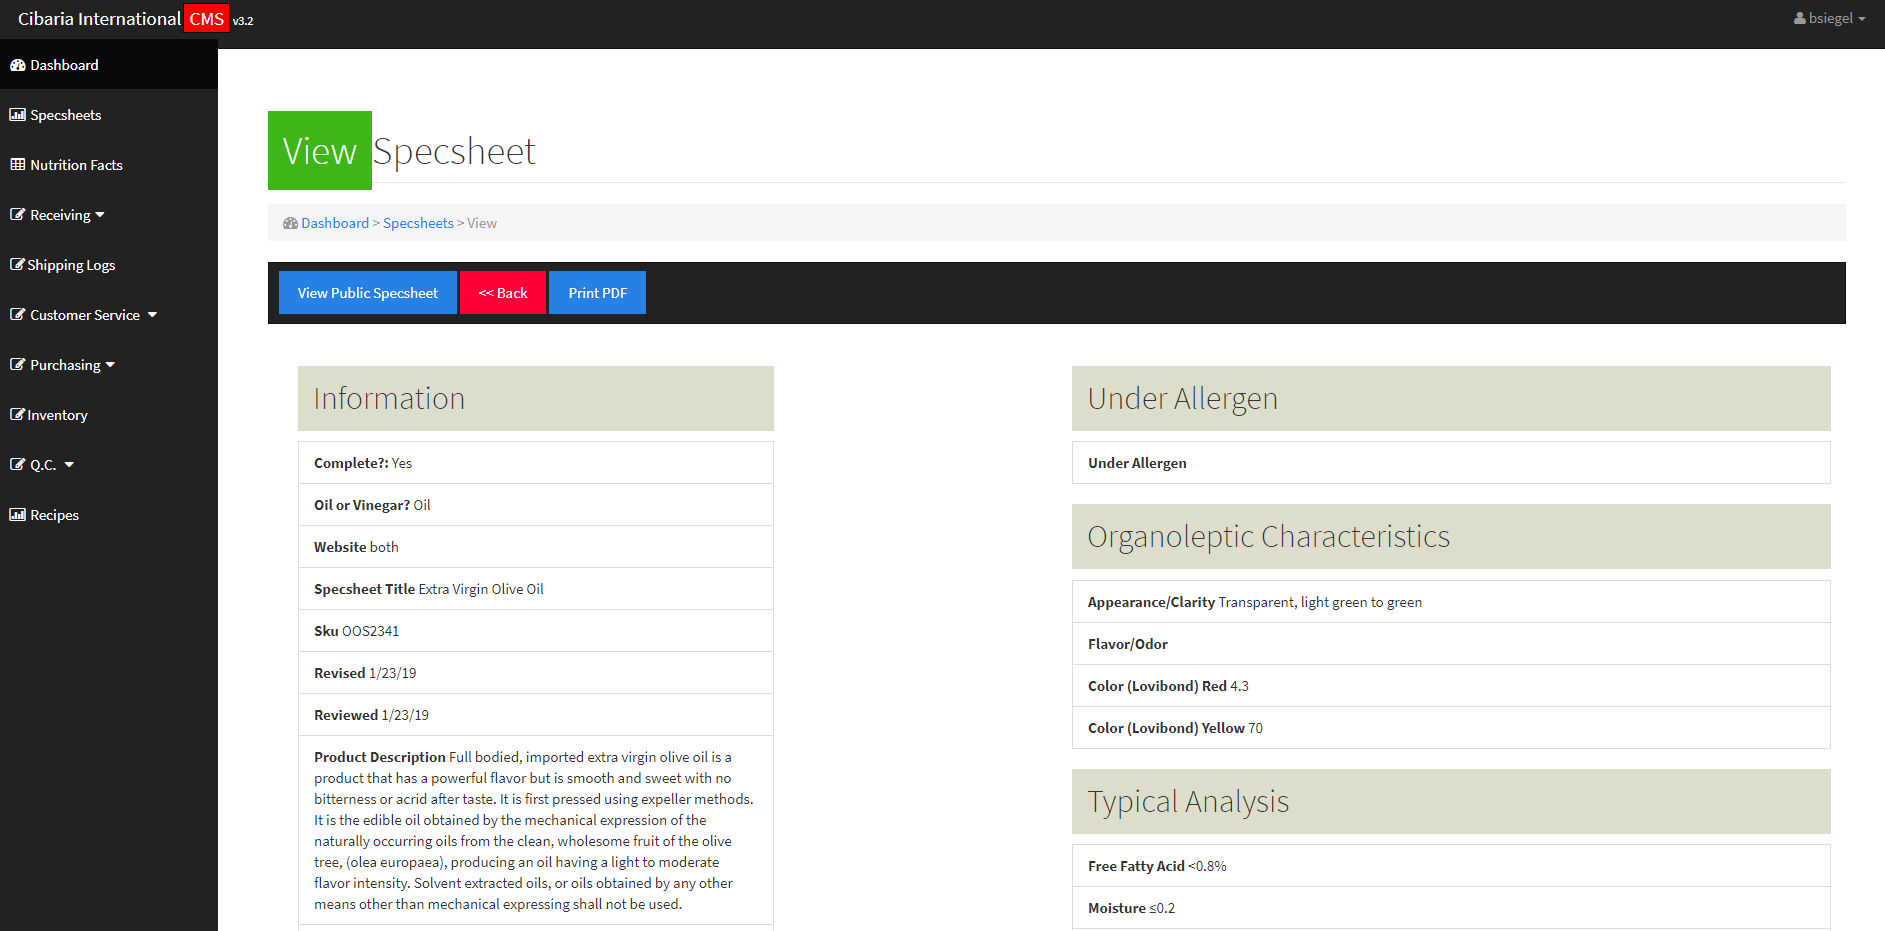 Cibaria International CMS v3.2
bsiegel
Dashboard
Specsheets
Nutrition Facts
Receiving
Shipping Logs
Customer Service
Purchasing
Inventory
Q.C.
Recipes
View Specsheet
Dashboard > Specsheets > View
View Public Specsheet
<< Back
Print PDF
Information
Complete?: Yes
Oil or Vinegar? Oil
Website both
Specsheet Title Extra Virgin Olive Oil
Sku OOS2341
Revised 1/23/19
Reviewed 1/23/19
Product Description Full bodied, imported extra virgin olive oil is a
product that has a powerful flavor but is smooth and sweet with no
bitterness or acrid after taste. It is first pressed using expeller methods.
It is the edible oil obtained by the mechanical expression of the
naturally occurring oils from the clean, wholesome fruit of the olive
tree, (olea europaea), producing an oil having a light to moderate
flavor intensity. Solvent extracted oils, or oils obtained by any other
means other than mechanical expressing shall not be used.
Under Allergen
Under Allergen
Organoleptic Characteristics
Appearance/Clarity Transparent, light green to green
Flavor/Odor
Color (Lovibond) Red 4.3
Color (Lovibond) Yellow 70
Typical Analysis
Free Fatty Acid <0.8%
Moisture ≤0.2